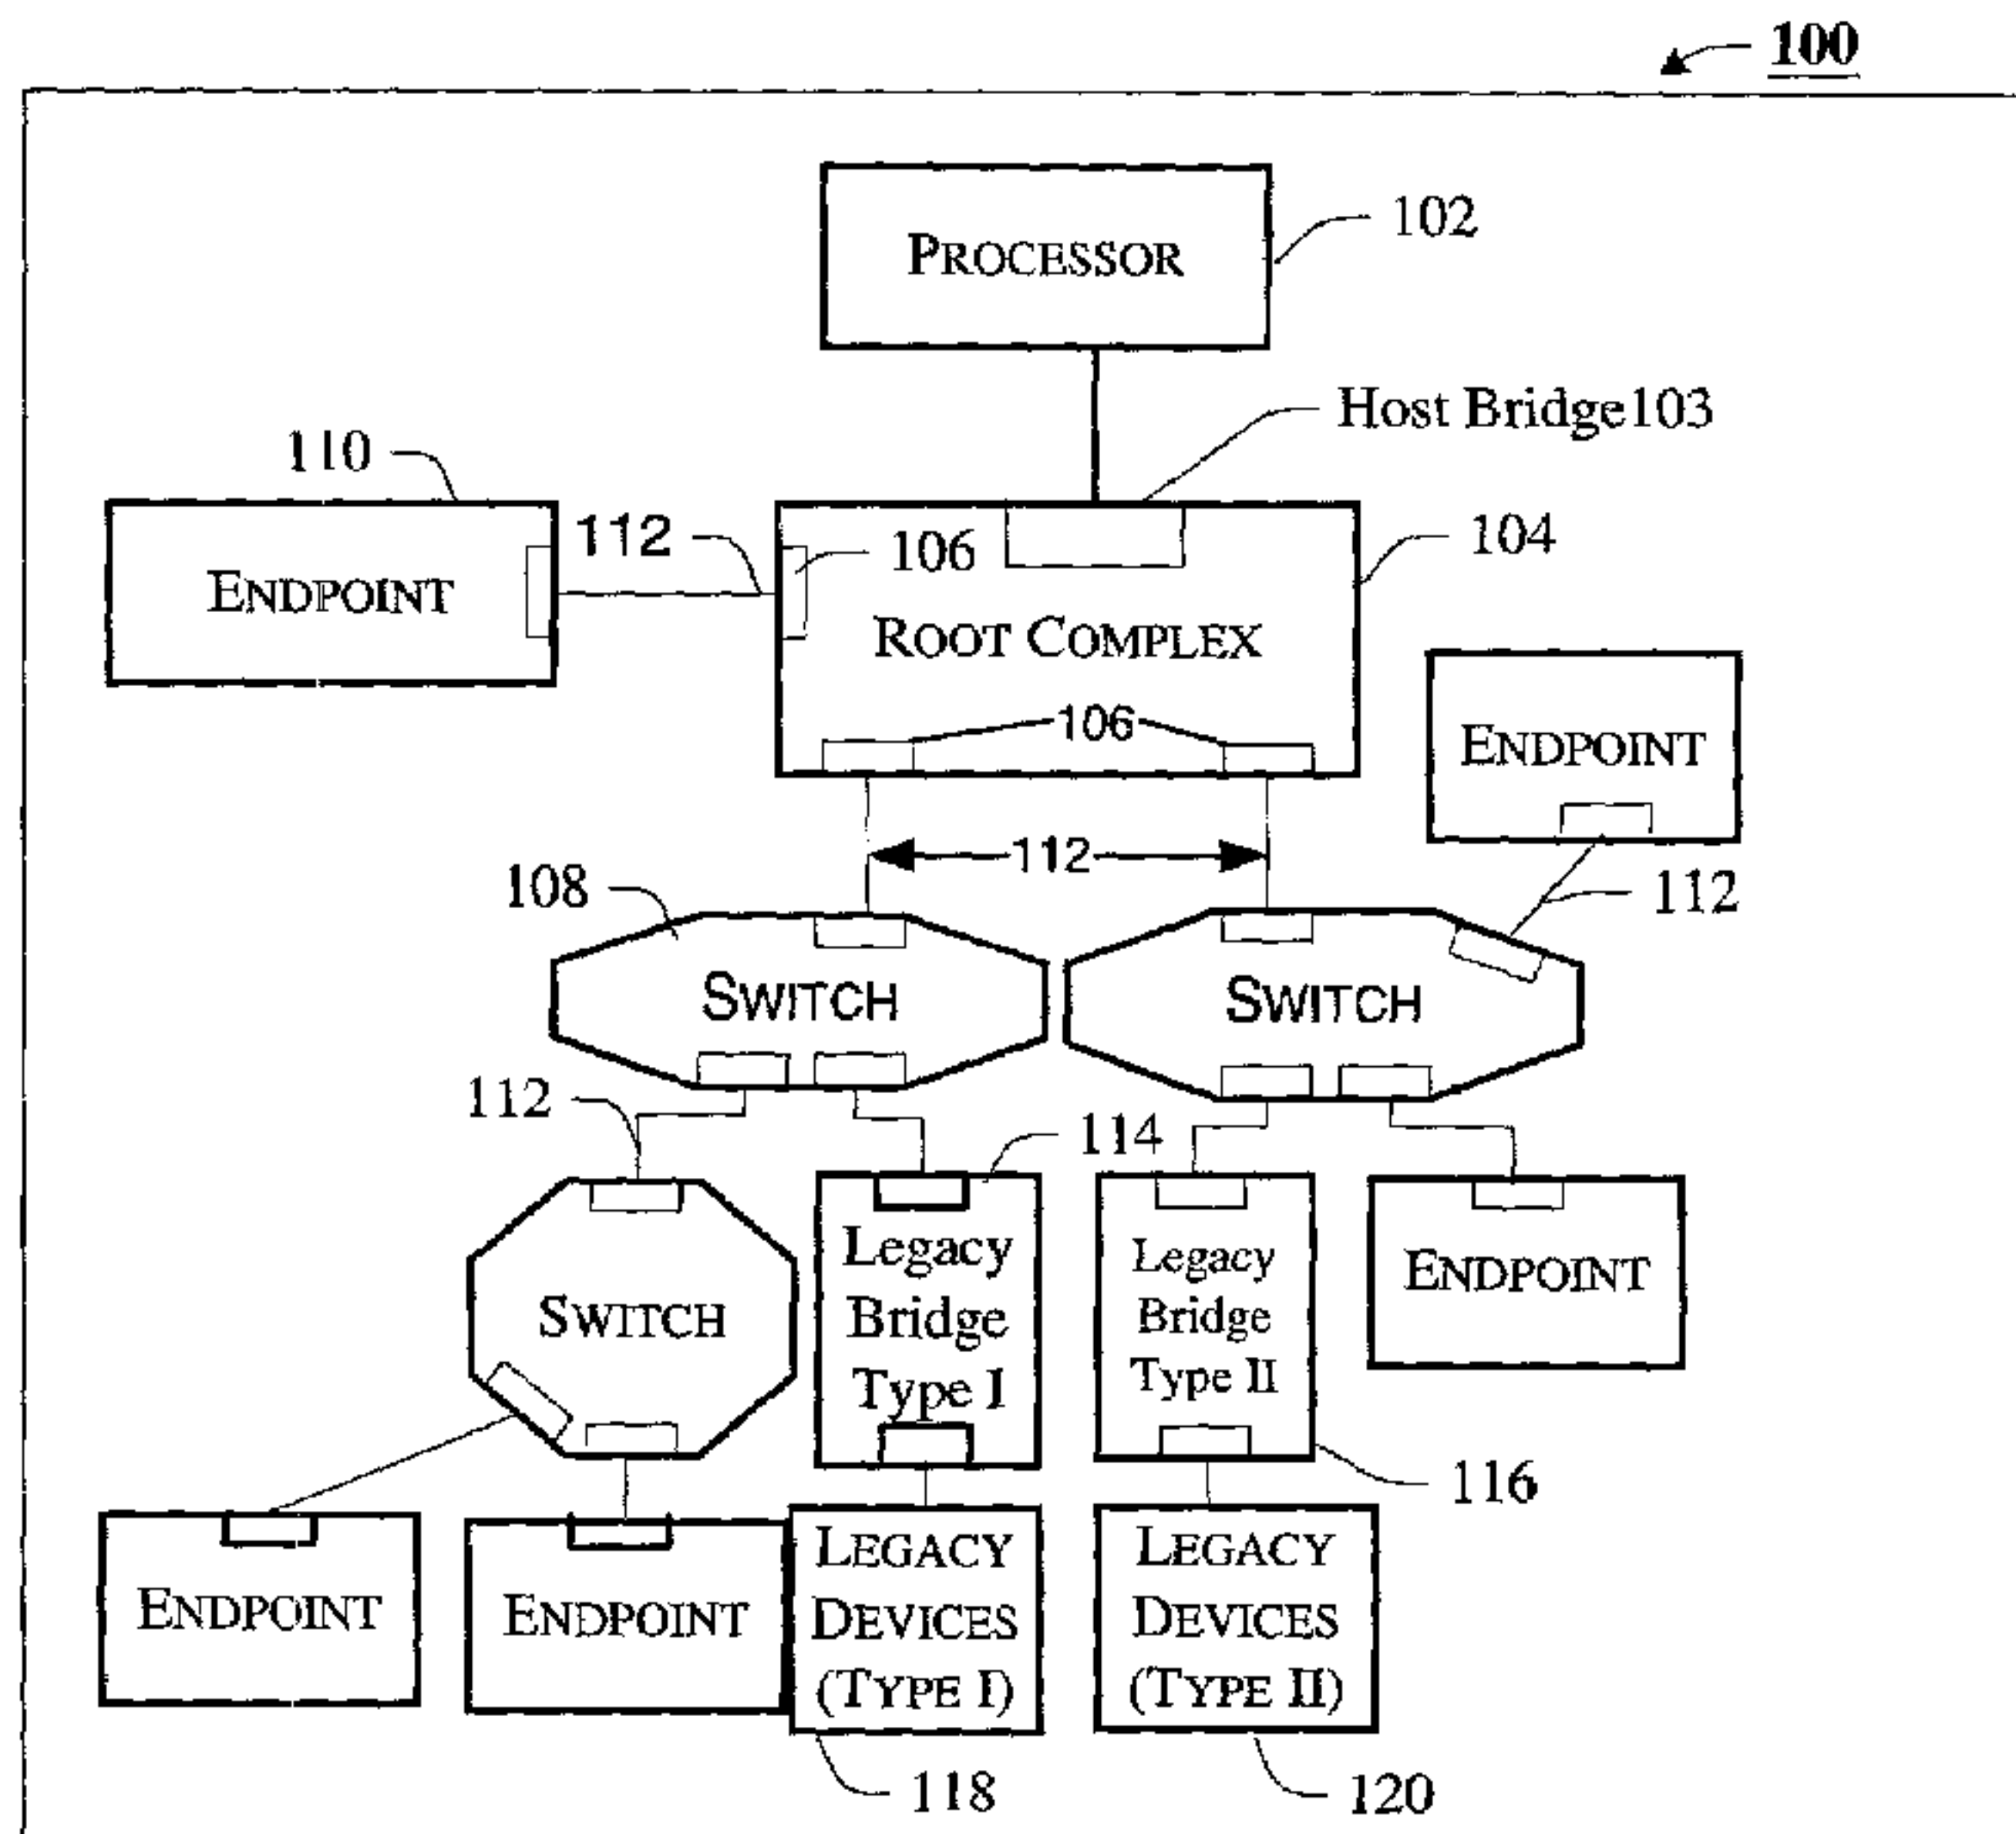 100
PROCESSOR
102
Host Bridge103
110
112
106
104
ENDPOINT
ROOT COMPLEX
106
ENDPOINT
112
108
112
SWITCH
SWITCH
112
114
Legacy
Bridge
Type I
Legacy
Bridge
Type II
ENDPOINT
SWITCH
116
ENDPOINT
ENDPOINT
LEGACY
DEVICES
(TYPE I)
LEGACY
DEVICES
(TYPE II)
118
120